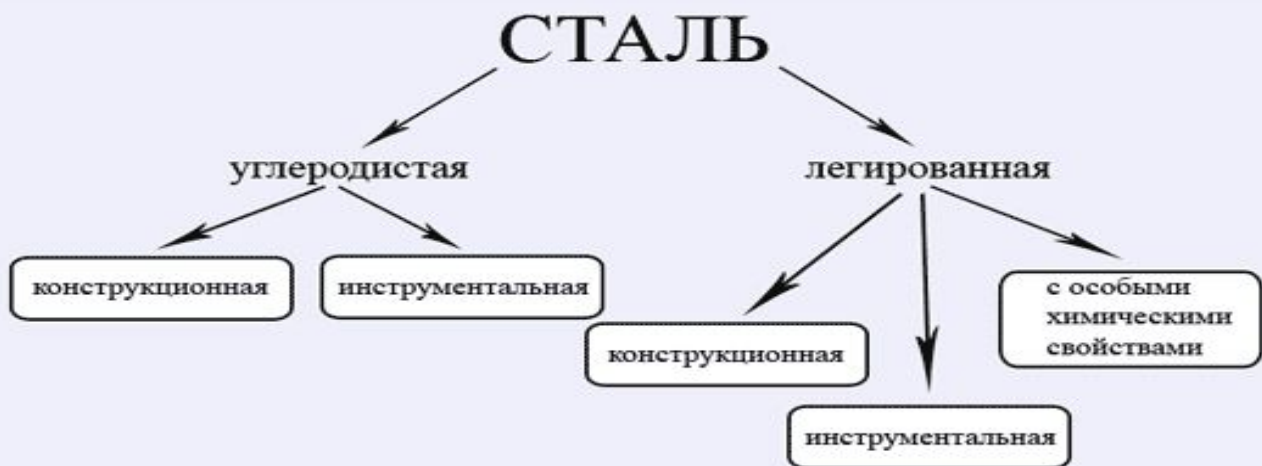 СТАЛЬ
углеродистая
легированная
конструкционная
инструментальная
конструкционная
инструментальная
с особыми
химическими
свойствами